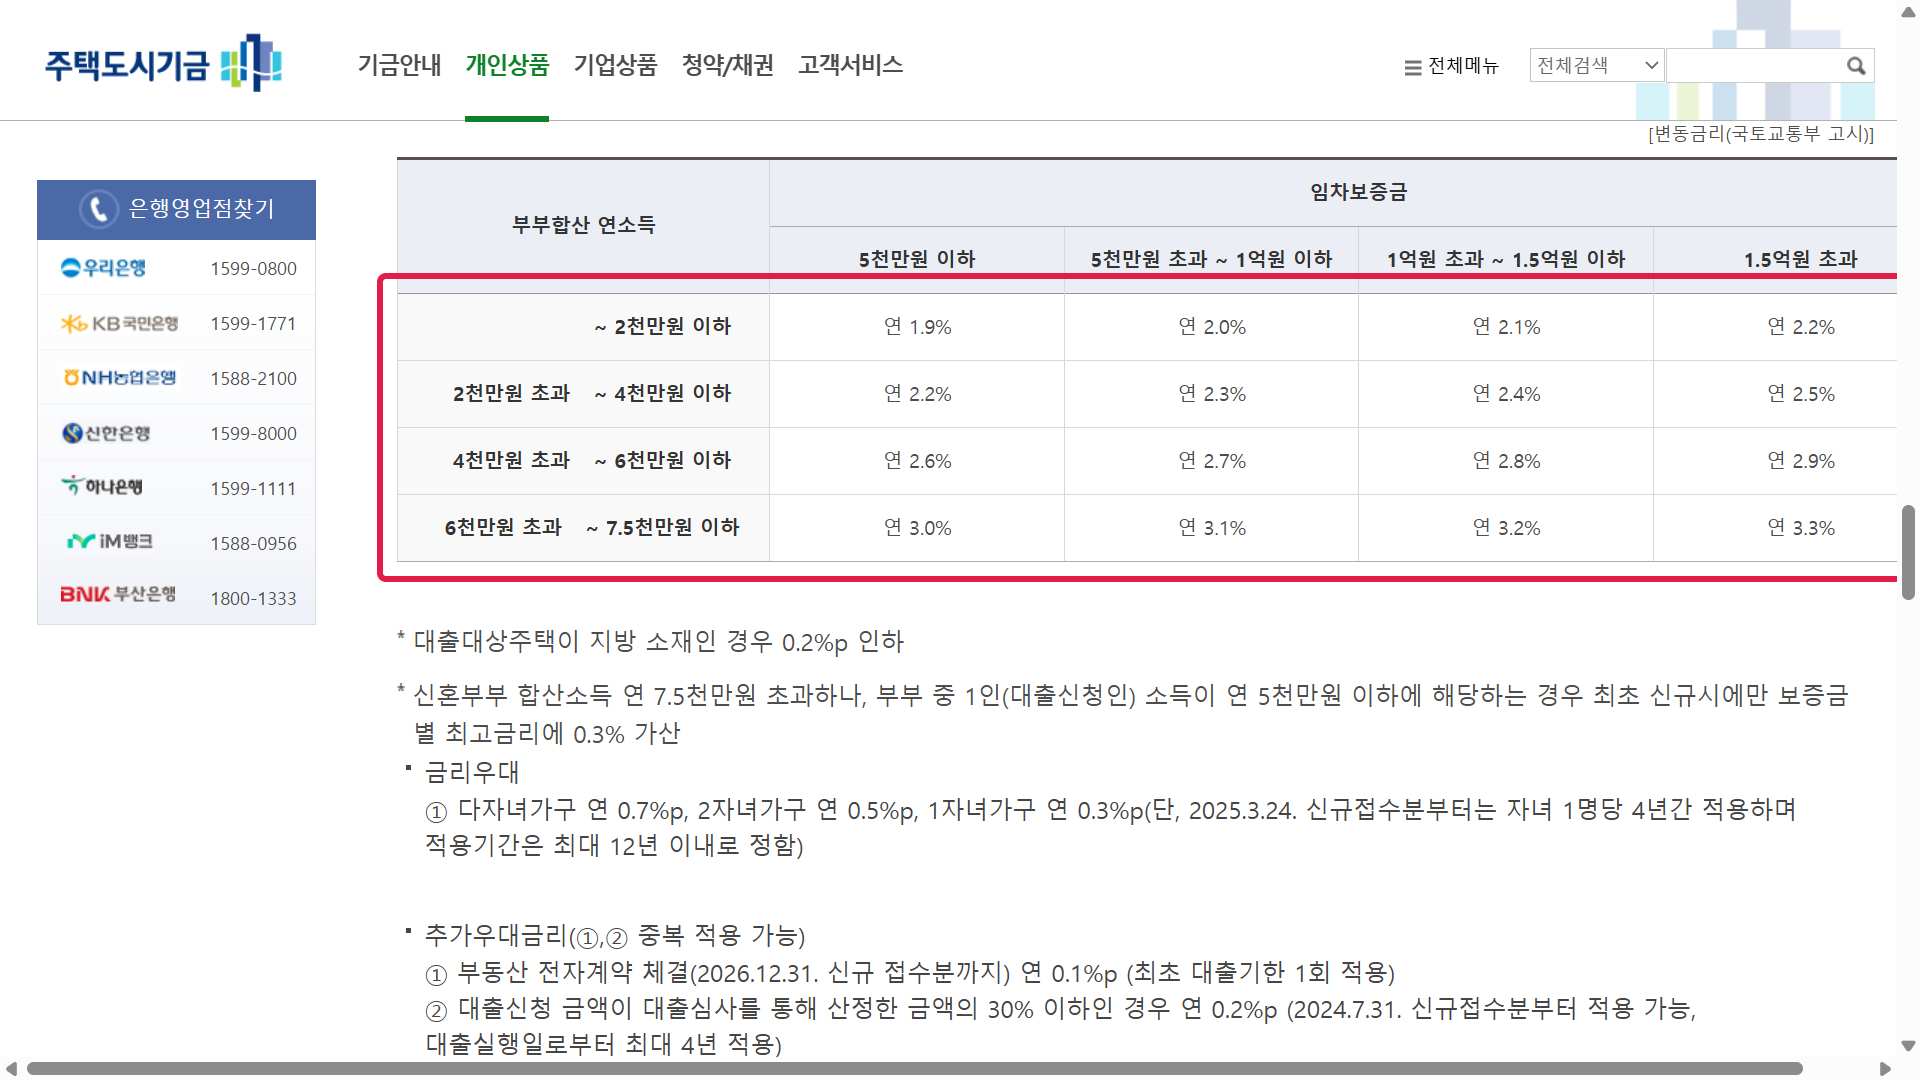 주택도시기금
기금안내 개인상품 기업상품 청약/채권 고객서비스
전체메뉴 전체검색
[변동금리(국토교통부 고시)]
은행영업점찾기
우리은행 1599-0800
KB국민은행 1599-1771
NH농협은행 1588-2100
신한은행 1599-8000
하나은행 1599-1111
iM뱅크 1588-0956
BNK 부산은행 1800-1333
부부합산 연소득 임차보증금
5천만원 이하 5천만원 초과 ~ 1억원 이하 1억원 초과 ~ 1.5억원 이하 1.5억원 초과
~ 2천만원 이하 연 1.9% 연 2.0% 연 2.1% 연 2.2%
2천만원 초과 ~ 4천만원 이하 연 2.2% 연 2.3% 연 2.4% 연 2.5%
4천만원 초과 ~ 6천만원 이하 연 2.6% 연 2.7% 연 2.8% 연 2.9%
6천만원 초과 ~ 7.5천만원 이하 연 3.0% 연 3.1% 연 3.2% 연 3.3%
* 대출대상주택이 지방 소재인 경우 0.2%p 인하
* 신혼부부 합산소득 연 7.5천만원 초과하나, 부부 중 1인(대출신청인) 소득이 연 5천만원 이하에 해당하는 경우 최초 신규시에만 보증금
별 최고금리에 0.3% 가산
▪ 금리우대
① 다자녀가구 연 0.7%p, 2자녀가구 연 0.5%p, 1자녀가구 연 0.3%p(단, 2025.3.24. 신규접수분부터는 자녀 1명당 4년간 적용하며
적용기간은 최대 12년 이내로 정함)
▪ 추가우대금리(①,② 중복 적용 가능)
① 부동산 전자계약 체결(2026.12.31. 신규 접수분까지) 연 0.1%p (최초 대출기한 1회 적용)
② 대출신청 금액이 대출심사를 통해 산정한 금액의 30% 이하인 경우 연 0.2%p (2024.7.31. 신규접수분부터 적용 가능,
대출실행일로부터 최대 4년 적용)